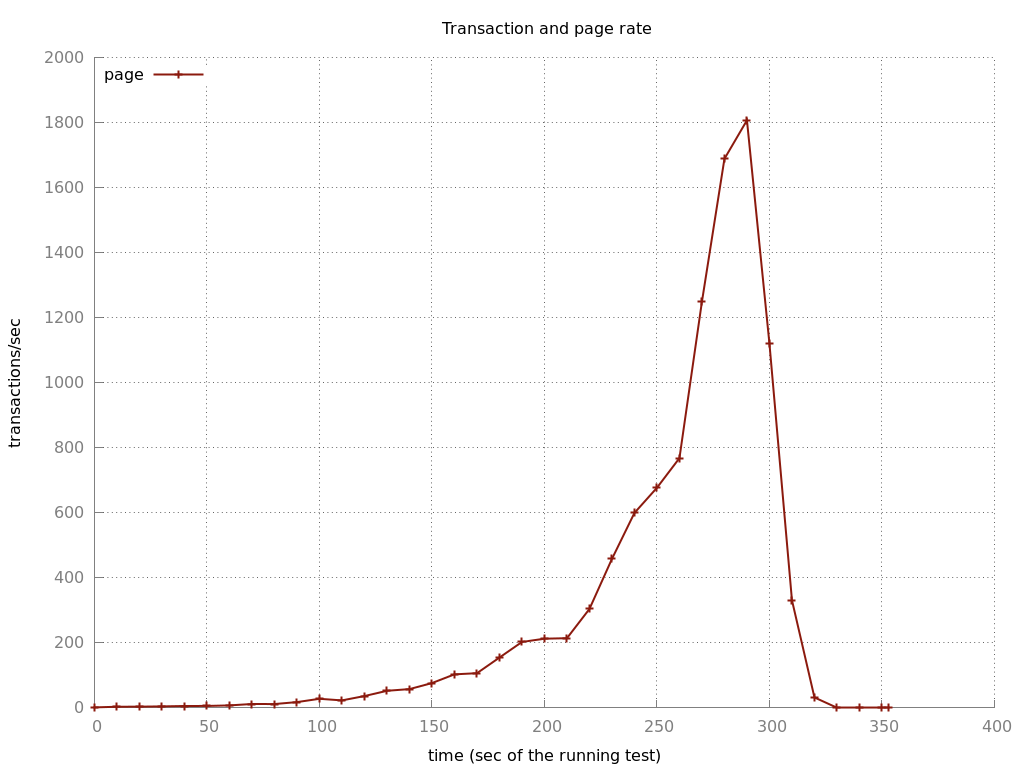 Transaction and page rate
2000
page
1800
1600
1400
1200
1000
800
600
400
200
0
transactions/sec
0 50 100 150 200 250 300 350 400
time (sec of the running test)